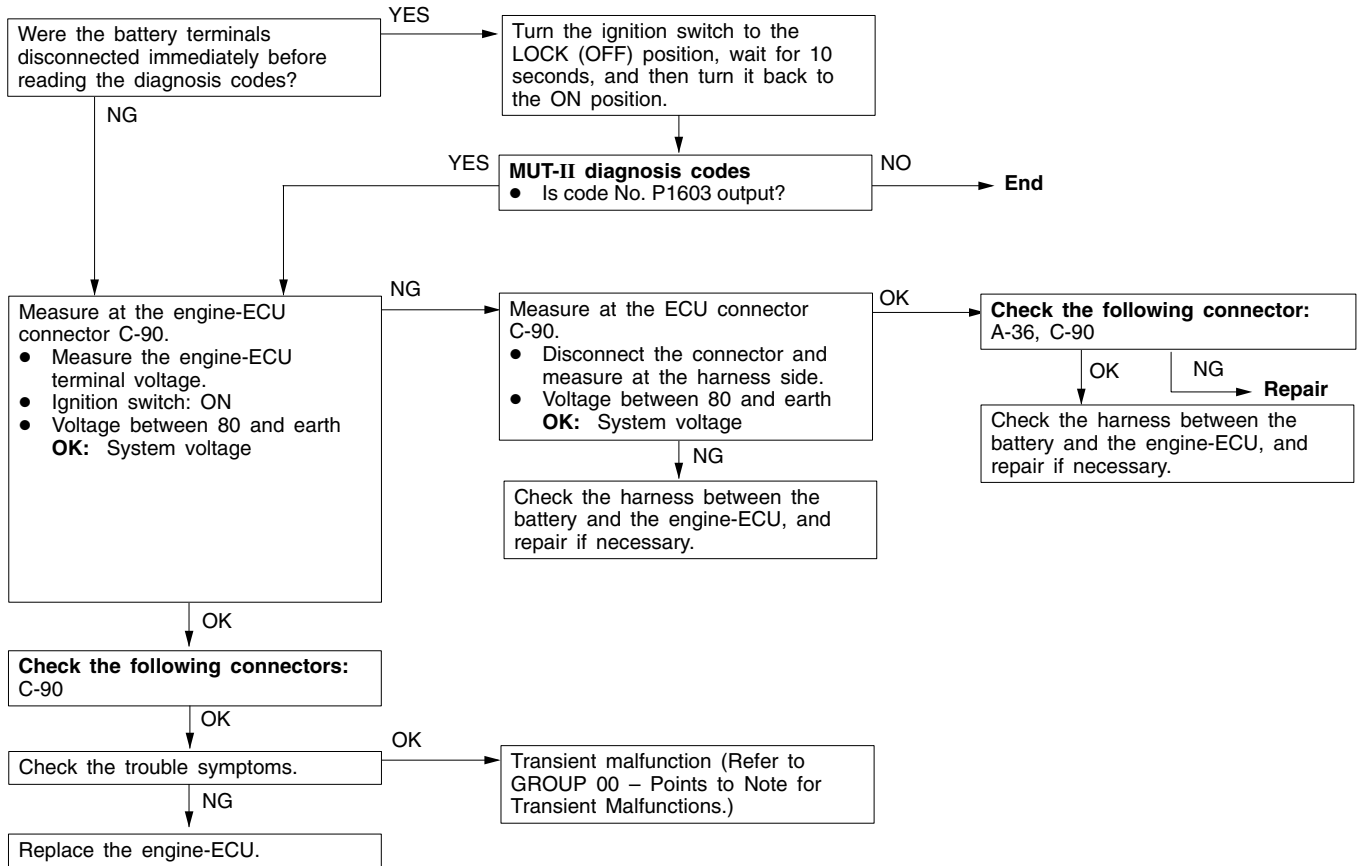 Were the battery terminals
disconnected immediately before
reading the diagnosis codes?
YES
Turn the ignition switch to the
LOCK (OFF) position, wait for 10
seconds, and then turn it back to
the ON position.
NG
YES
MUT-II diagnosis codes
● Is code No. P1603 output?
NO
End
Measure at the engine-ECU
connector C-90.
● Measure the engine-ECU
terminal voltage.
● Ignition switch: ON
● Voltage between 80 and earth
OK: System voltage
NG
Measure at the ECU connector
C-90.
● Disconnect the connector and
measure at the harness side.
● Voltage between 80 and earth
OK: System voltage
OK
Check the following connector:
A-36, C-90
OK
NG
Repair
Check the harness between the
battery and the engine-ECU, and
repair if necessary.
NG
Check the harness between the
battery and the engine-ECU, and
repair if necessary.
OK
Check the following connectors:
C-90
OK
Check the trouble symptoms.
OK
Transient malfunction (Refer to
GROUP 00 – Points to Note for
Transient Malfunctions.)
NG
Replace the engine-ECU.